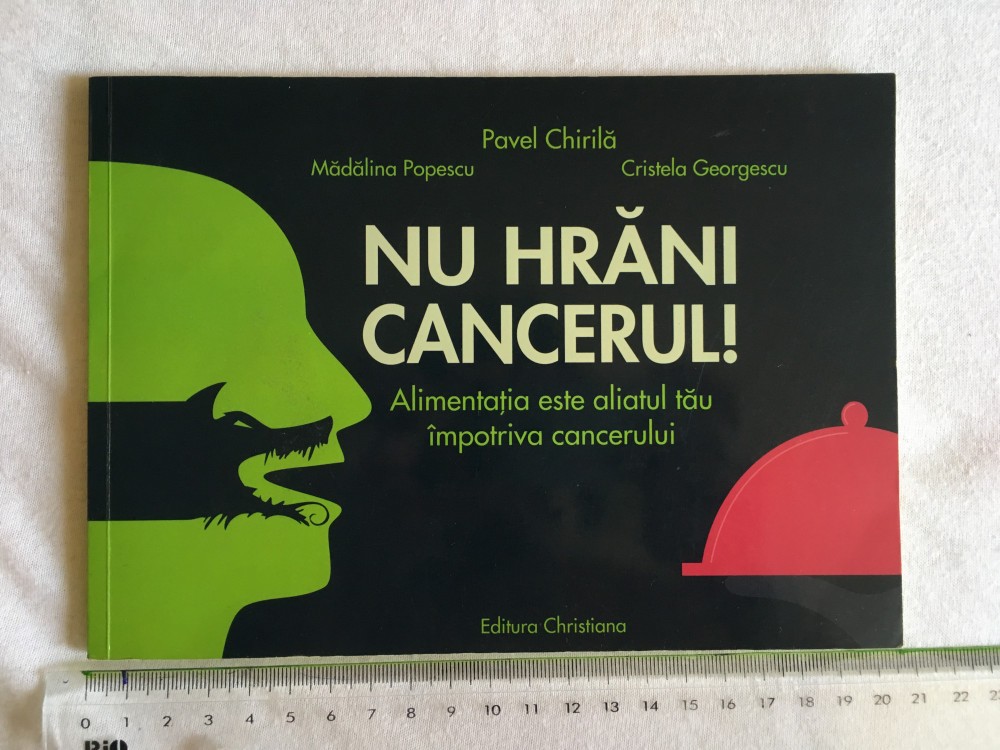 Pavel Chirilă
Mădălina Popescu Cristela Georgescu
NU HRĂNI
CANCERUL!
Alimentația este aliatul tău
împotriva cancerului
Editura Christiana
0 1 2 3 4 5 6 7 8 9 10 11 12 13 14 15 16 17 18 19 20 21 22 23